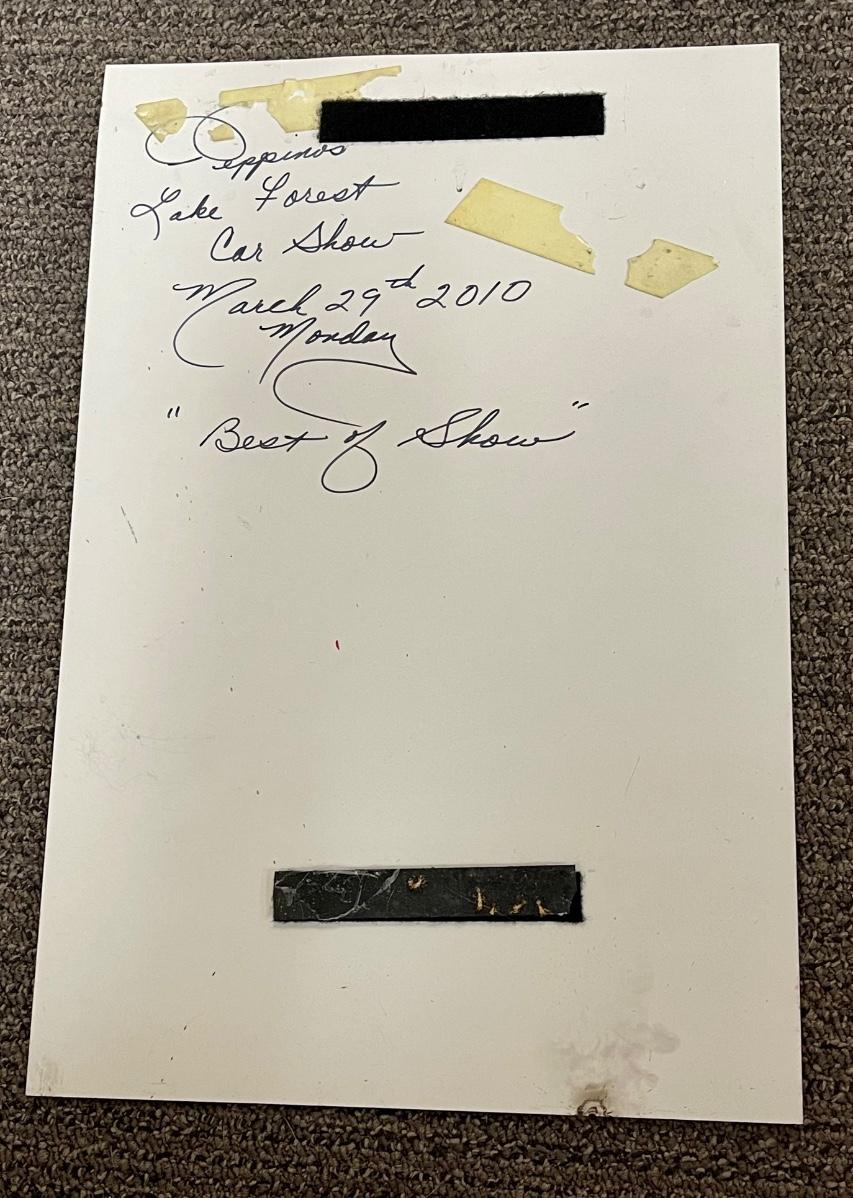 Peppinos
Lake Forest
Car Show
March 29th 2010
Monday
"Best of Show"